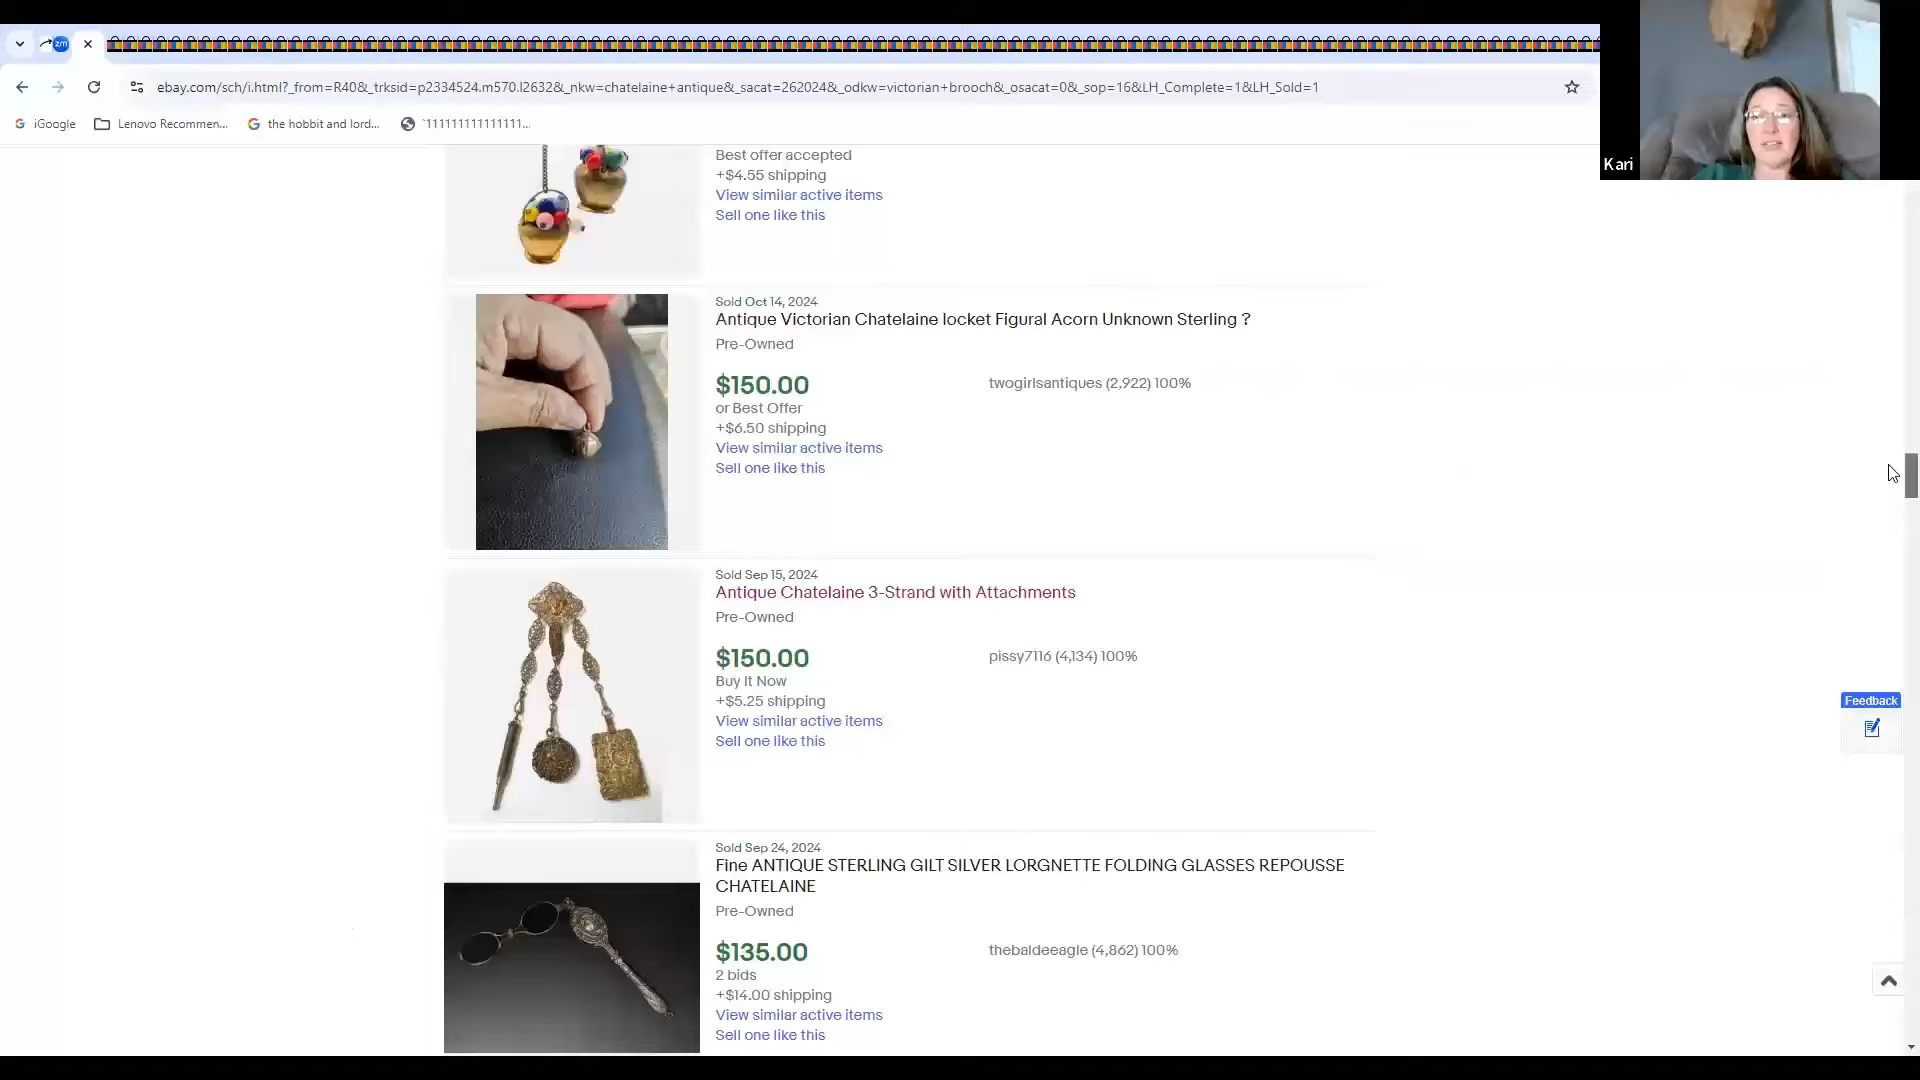 zm
ebay.com/sch/i.html?_from=R40&_trksid=p2334524.m570.l2632&_nkw=chatelaine+antique&_sacat=262024&_odkw=victorian+brooch&_osacat=0&_sop=16&LH_Complete=1&LH_Sold=1
iGoogle
Lenovo Recommen...
the hobbit and lord...
`111111111111111...
Kari
Best offer accepted
+$4.55 shipping
View similar active items
Sell one like this
Sold Oct 14, 2024
Antique Victorian Chatelaine locket Figural Acorn Unknown Sterling ?
Pre-Owned
$150.00
twogirlsantiques (2,922) 100%
or Best Offer
+$6.50 shipping
View similar active items
Sell one like this
Sold Sep 15, 2024
Antique Chatelaine 3-Strand with Attachments
Pre-Owned
$150.00
pissy7116 (4,134) 100%
Buy It Now
+$5.25 shipping
View similar active items
Sell one like this
Feedback
Sold Sep 24, 2024
Fine ANTIQUE STERLING GILT SILVER LORGNETTE FOLDING GLASSES REPOUSSE
CHATELAINE
Pre-Owned
$135.00
thebaldeeagle (4,862) 100%
2 bids
+$14.00 shipping
View similar active items
Sell one like this